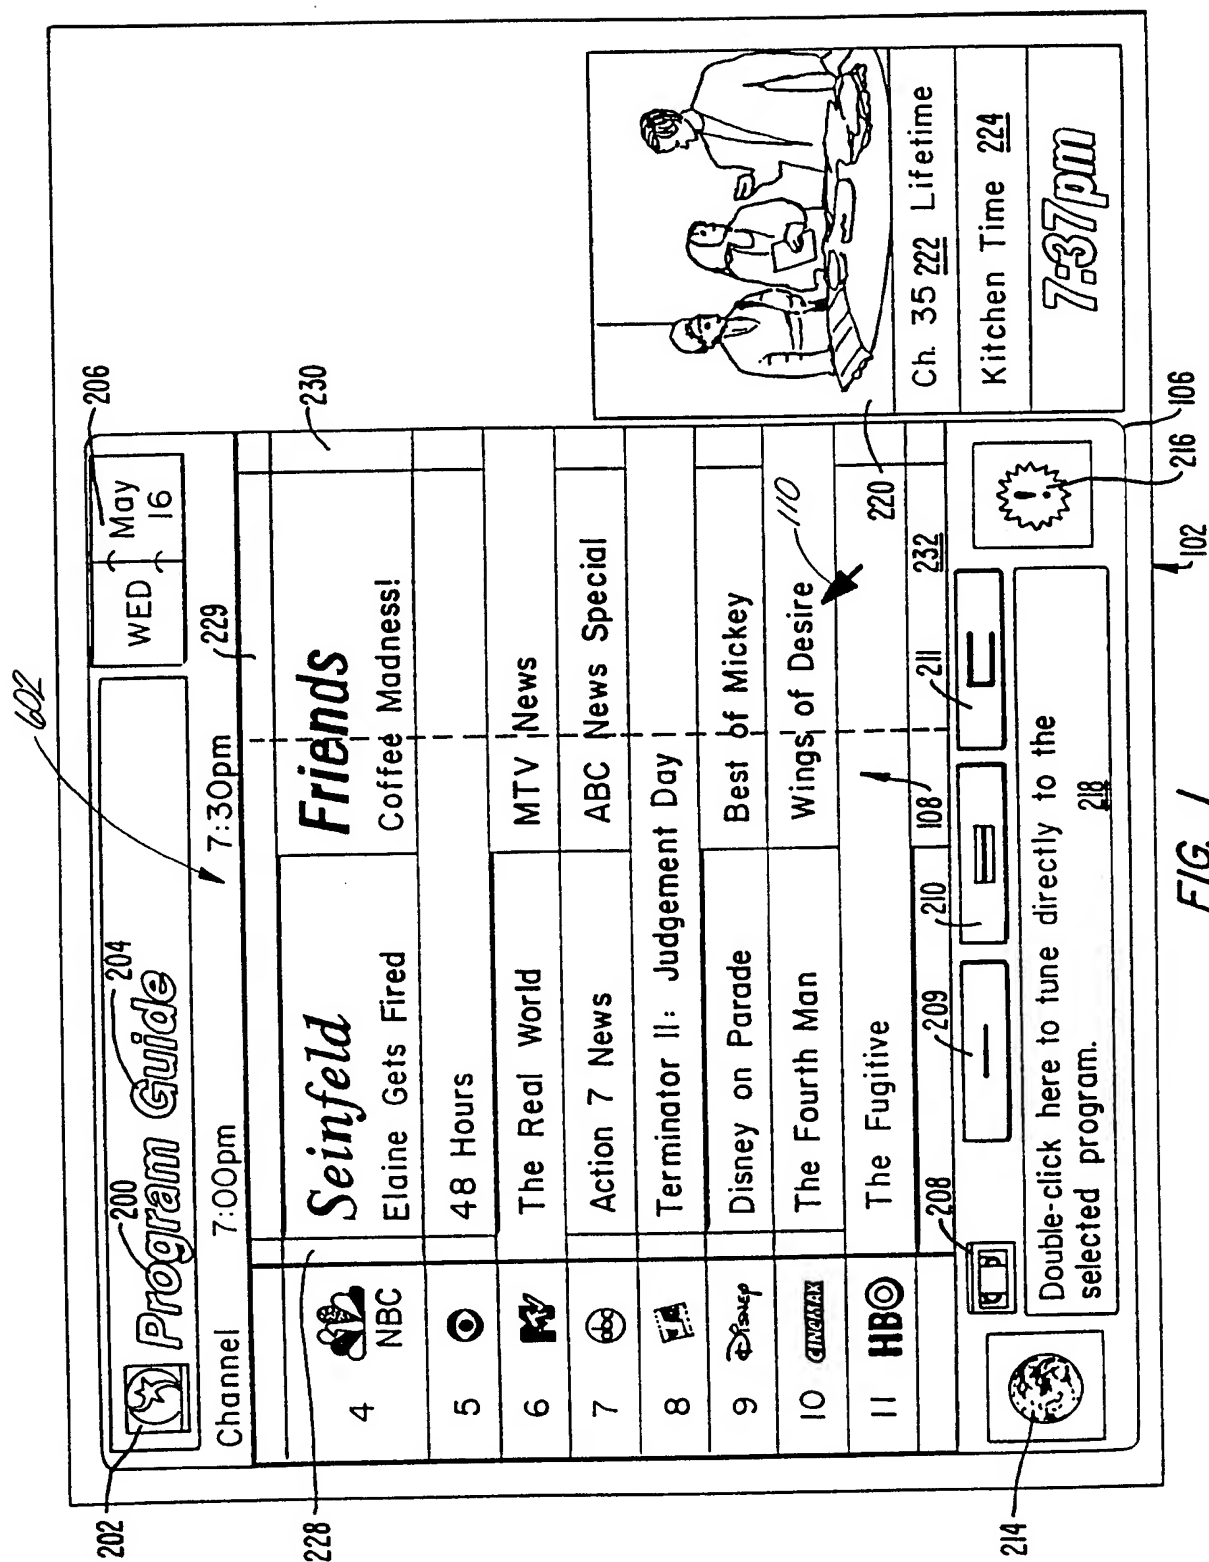 602
202
200
204
206
Program Guide
WED May
16
229
Channel 7:00pm 7:30pm
228
230
4 NBC
Seinfeld
Elaine Gets Fired
Friends
Coffee Madness!
5 48 Hours
6 MTV The Real World MTV News
7 abc Action 7 News ABC News Special
8 Terminator II: Judgement Day
9 Disney Disney on Parade Best of Mickey
10 CINEMAX The Fourth Man Wings of Desire
110
11 HBO The Fugitive
108
220
Ch. 35 222 Lifetime
Kitchen Time 224
7:37pm
208
209
210
211
232
Double-click here to tune directly to the
selected program.
218
214
216
106
102
FIG. 1